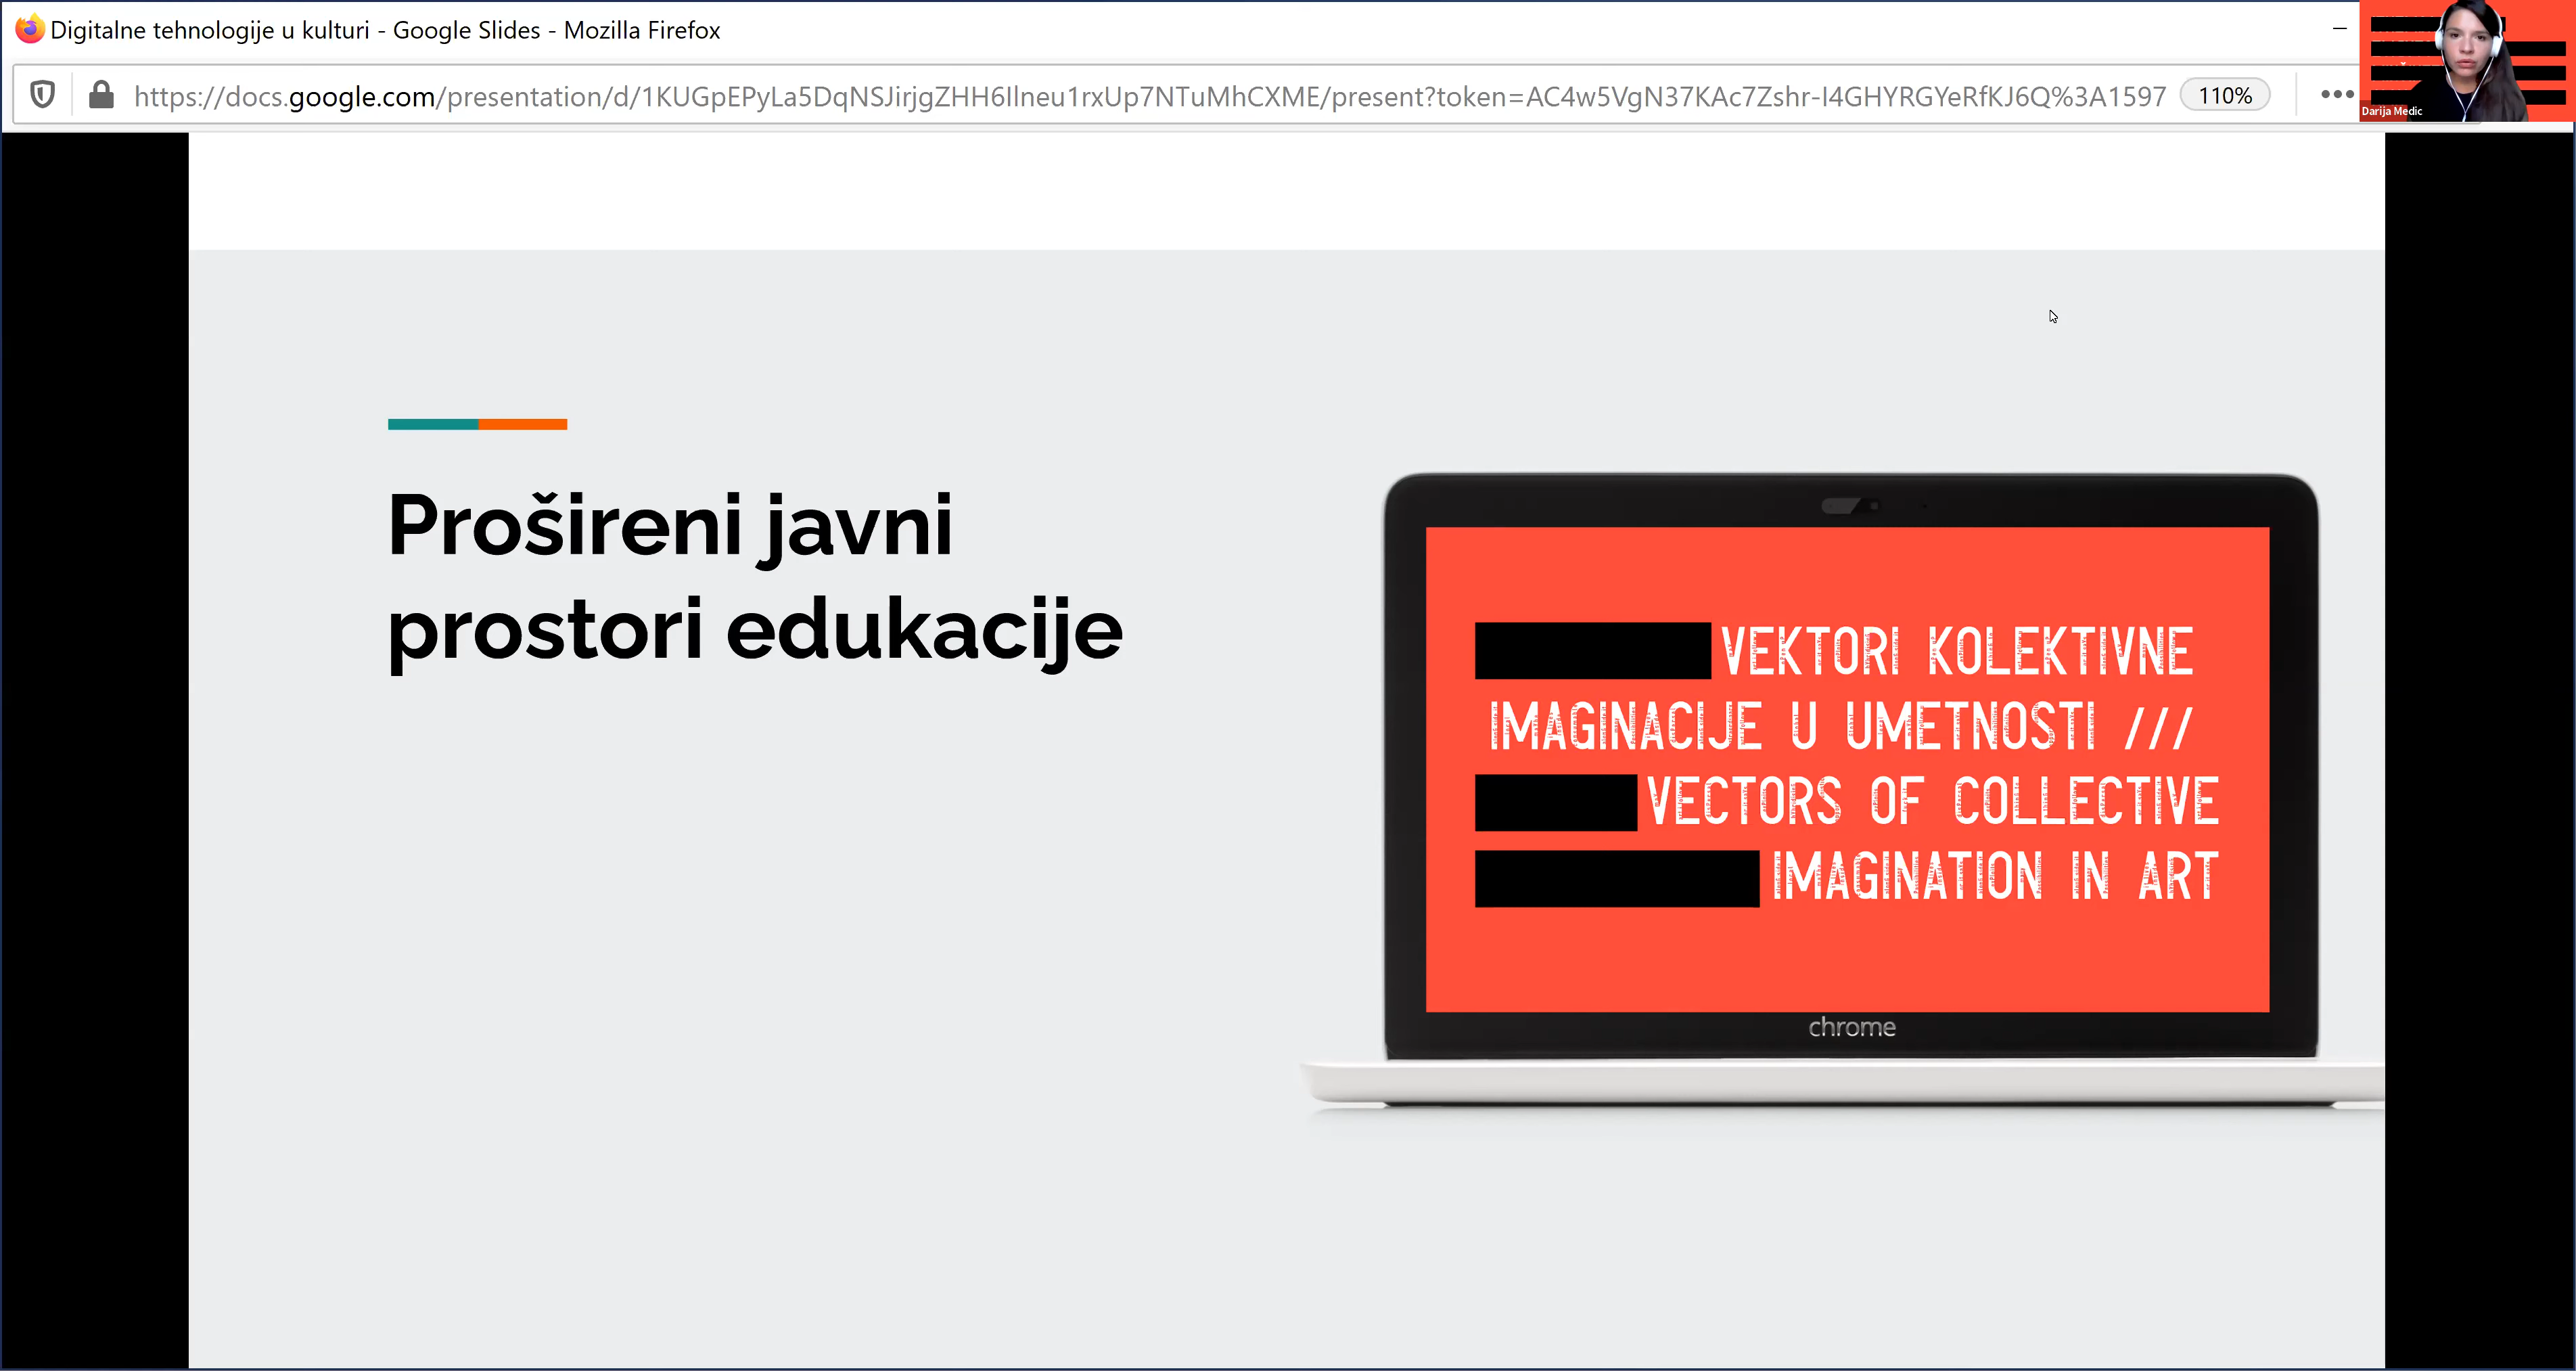 Digitalne tehnologije u kulturi - Google Slides - Mozilla Firefox
https://docs.google.com/presentation/d/1KUGpEPyLa5DqNSJirjgZHH6Ilneu1rxUp7NTuMhCXME/present?token=AC4w5VgN37KAc7Zshr-I4GHYRGYeRfKJ6Q%3A1597
110%
Darija Medic
Prošireni javni
prostori edukacije
VEKTORI KOLEKTIVNE
IMAGINACIJE U UMETNOSTI ///
VECTORS OF COLLECTIVE
IMAGINATION IN ART
chrome